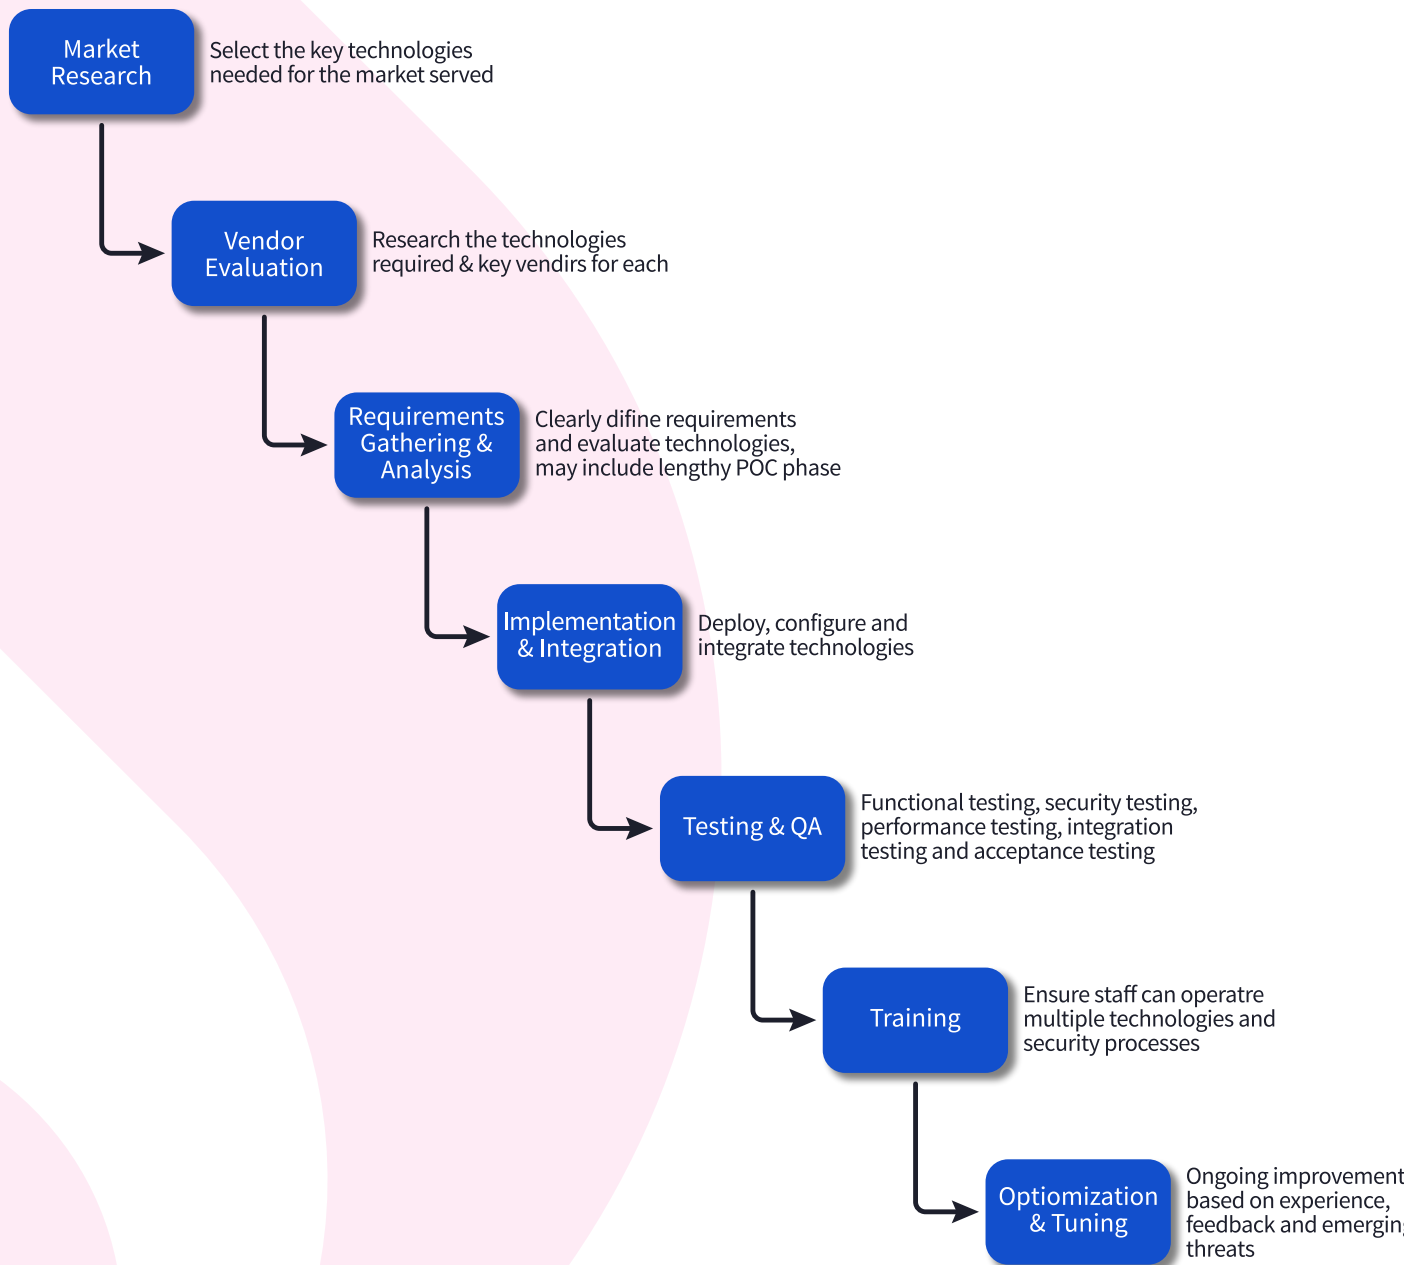 Market
Research
Select the key technologies
needed for the market served
Vendor
Evaluation
Research the technologies
required & key vendirs for each
Requirements
Gathering &
Analysis
Clearly difine requirements
and evaluate technologies,
may include lengthy POC phase
Implementation
& Integration
Deploy, configure and
integrate technologies
Testing & QA
Functional testing, security testing,
performance testing, integration
testing and acceptance testing
Training
Ensure staff can operatre
multiple technologies and
security processes
Optiomization
& Tuning
Ongoing improvement
based on experience,
feedback and emerging
threats